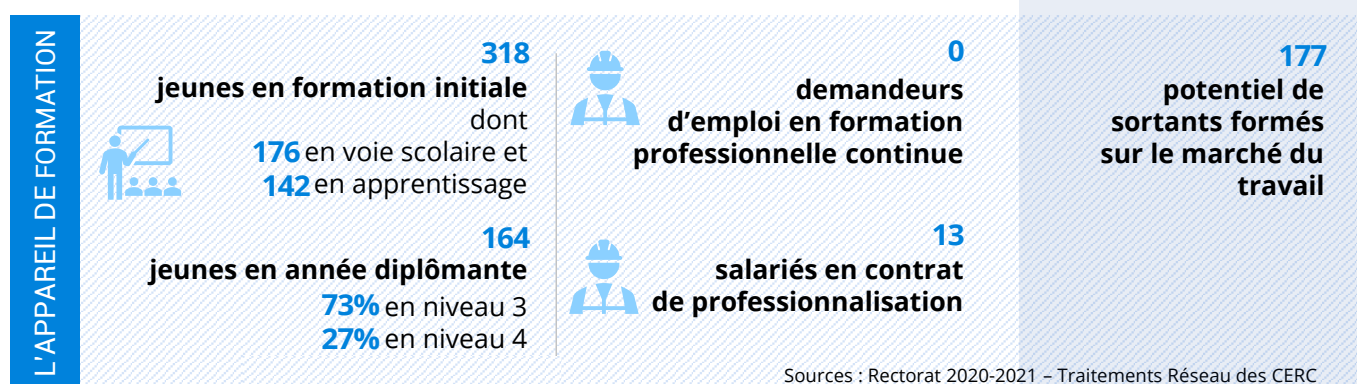 L'APPAREIL DE FORMATION
318
jeunes en formation initiale
dont
176 en voie scolaire et
142 en apprentissage
164
jeunes en année diplômante
73% en niveau 3
27% en niveau 4
0
demandeurs
d’emploi en formation
professionnelle continue
13
salariés en contrat
de professionnalisation
177
potentiel de
sortants formés
sur le marché du
travail
Sources : Rectorat 2020-2021 – Traitements Réseau des CERC